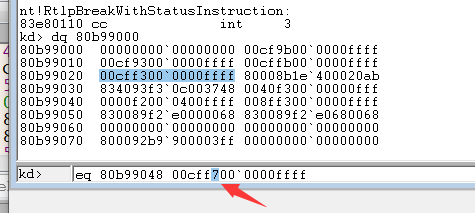 nt!RtlpBreakWithStatusInstruction:
83e80110 cc              int     3
kd> dq 80b99000
80b99000  00000000`00000000 00cf9b00`0000ffff
80b99010  00cf9300`0000ffff 00cffb00`0000ffff
80b99020  00cff300`0000ffff 80008b1e`400020ab
80b99030  834093f3`0c003748 0040f300`00000000
80b99040  0000f200`0400ffff 008ff300`00000000
80b99050  830089f2`e0000068 830089f2`e0680068
80b99060  00000000`00000000 00000000`00000000
80b99070  800092b9`900003ff 00000000`00000000
kd> eq 80b99048 00cff700`0000ffff